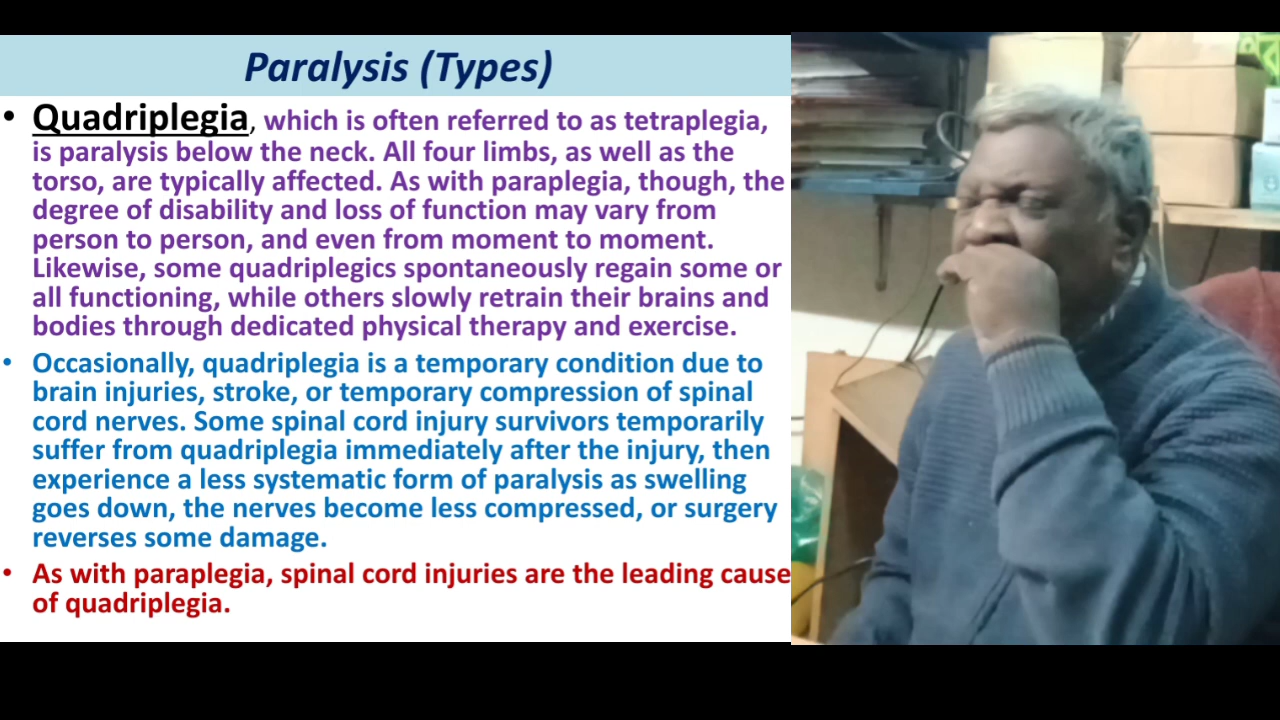 Paralysis (Types)
• Quadriplegia, which is often referred to as tetraplegia,
is paralysis below the neck. All four limbs, as well as the
torso, are typically affected. As with paraplegia, though, the
degree of disability and loss of function may vary from
person to person, and even from moment to moment.
Likewise, some quadriplegics spontaneously regain some or
all functioning, while others slowly retrain their brains and
bodies through dedicated physical therapy and exercise.
• Occasionally, quadriplegia is a temporary condition due to
brain injuries, stroke, or temporary compression of spinal
cord nerves. Some spinal cord injury survivors temporarily
suffer from quadriplegia immediately after the injury, then
experience a less systematic form of paralysis as swelling
goes down, the nerves become less compressed, or surgery
reverses some damage.
• As with paraplegia, spinal cord injuries are the leading cause
of quadriplegia.